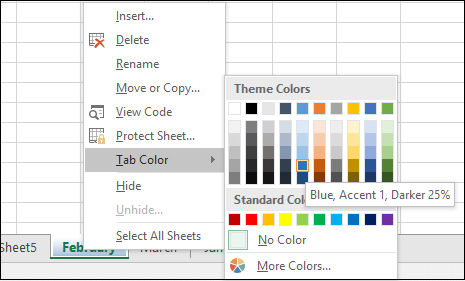 Insert...
Delete
Rename
Move or Copy...
View Code
Protect Sheet...
Tab Color
Hide
Unhide...
Select All Sheets
Theme Colors
Blue, Accent 1, Darker 25%
Standard Colo
No Color
More Colors...
Sheet5
February
March